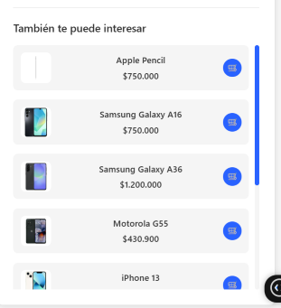 También te puede interesar
Apple Pencil
$750.000
Samsung Galaxy A16
$750.000
Samsung Galaxy A36
$1.200.000
Motorola G55
$430.900
iPhone 13